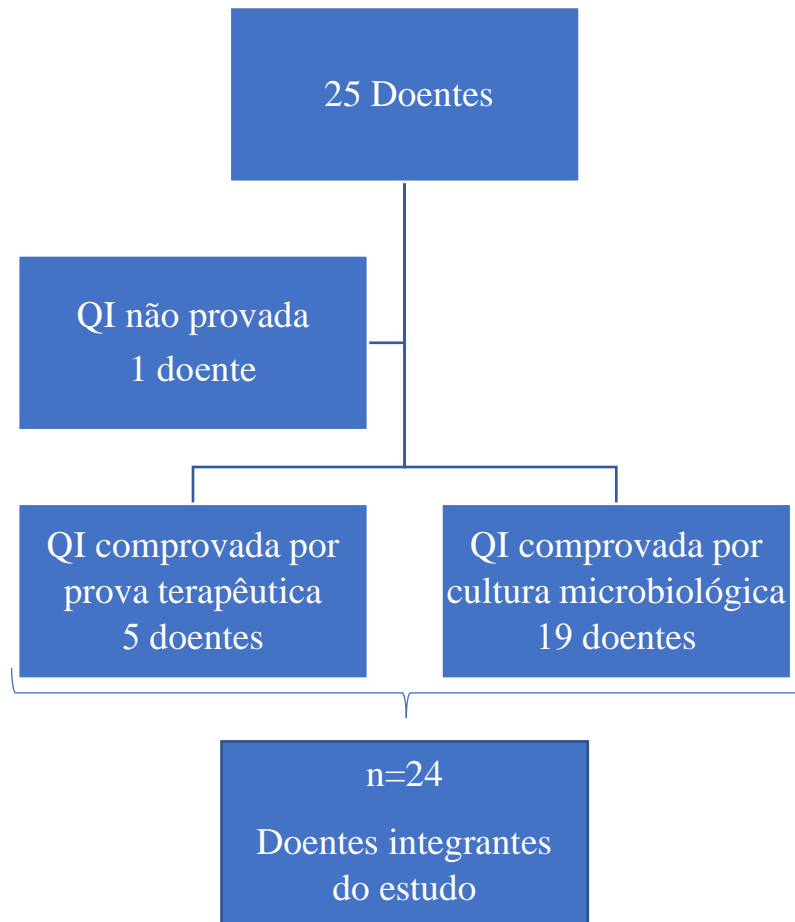 25 Doentes
QI não provada
1 doente
QI comprovada por
prova terapêutica
5 doentes
QI comprovada por
cultura microbiológica
19 doentes
n=24
Doentes integrantes
do estudo